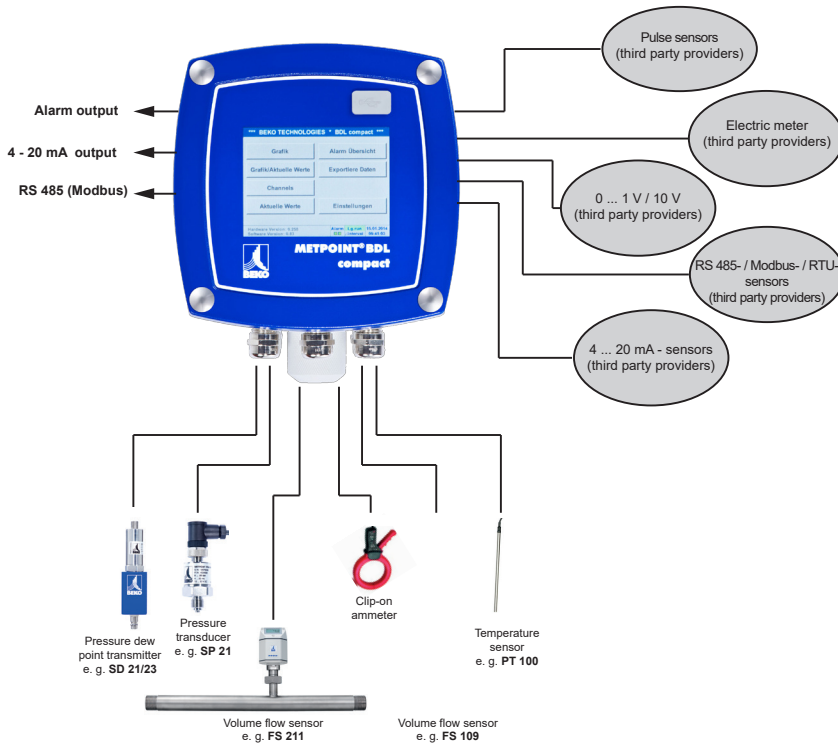 Pulse sensors
(third party providers)
Alarm output
4 - 20 mA  output
RS 485 (Modbus)
Electric meter
(third party providers)
0 ... 1 V / 10 V
(third party providers)
RS 485- / Modbus- / RTU-
sensors
(third party providers)
4 ... 20 mA - sensors
(third party providers)
*** BEKO TECHNOLOGIES * BDL compact ***
Grafik
Alarm Übersicht
Grafik/Aktuelle Werte
Exportiere Daten
Channels
Aktuelle Werte
Einstellungen
METPOINT® BDL
compact
BEKO
BEKO
Pressure dew
point transmitter
e. g. SD 21/23
Pressure
transducer
e. g. SP 21
Clip-on
ammeter
Temperature
sensor
e. g. PT 100
Volume flow sensor
e. g. FS 211
Volume flow sensor
e. g. FS 109